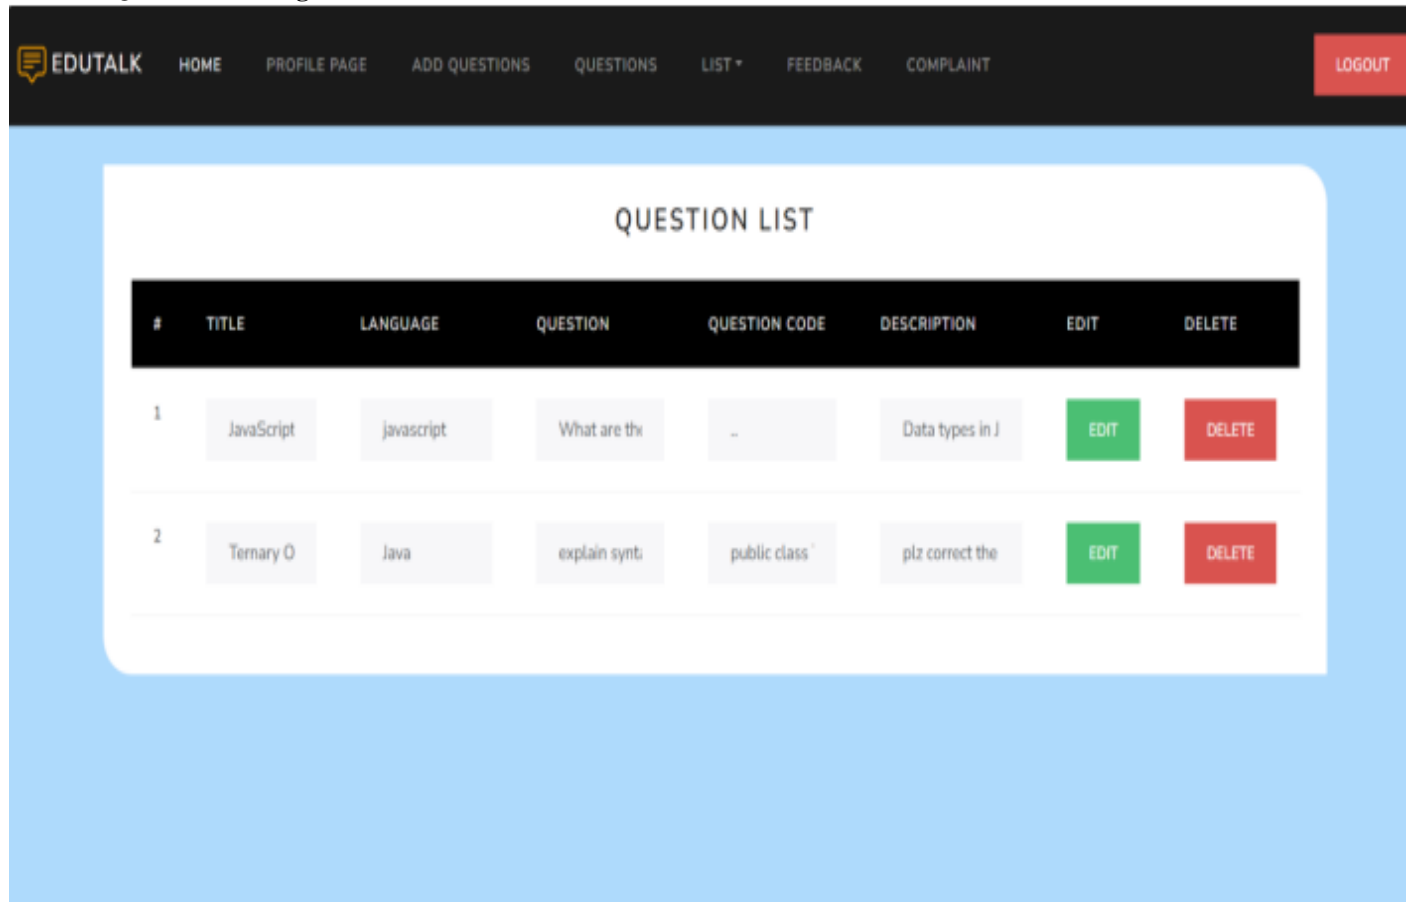 EDUTALK HOME PROFILE PAGE ADD QUESTIONS QUESTIONS LIST FEEDBACK COMPLAINT LOGOUT
QUESTION LIST
# TITLE LANGUAGE QUESTION QUESTION CODE DESCRIPTION EDIT DELETE
1 JavaScript javascript What are the .. Data types in J EDIT DELETE
2 Ternary O Java explain synta public class plz correct the EDIT DELETE